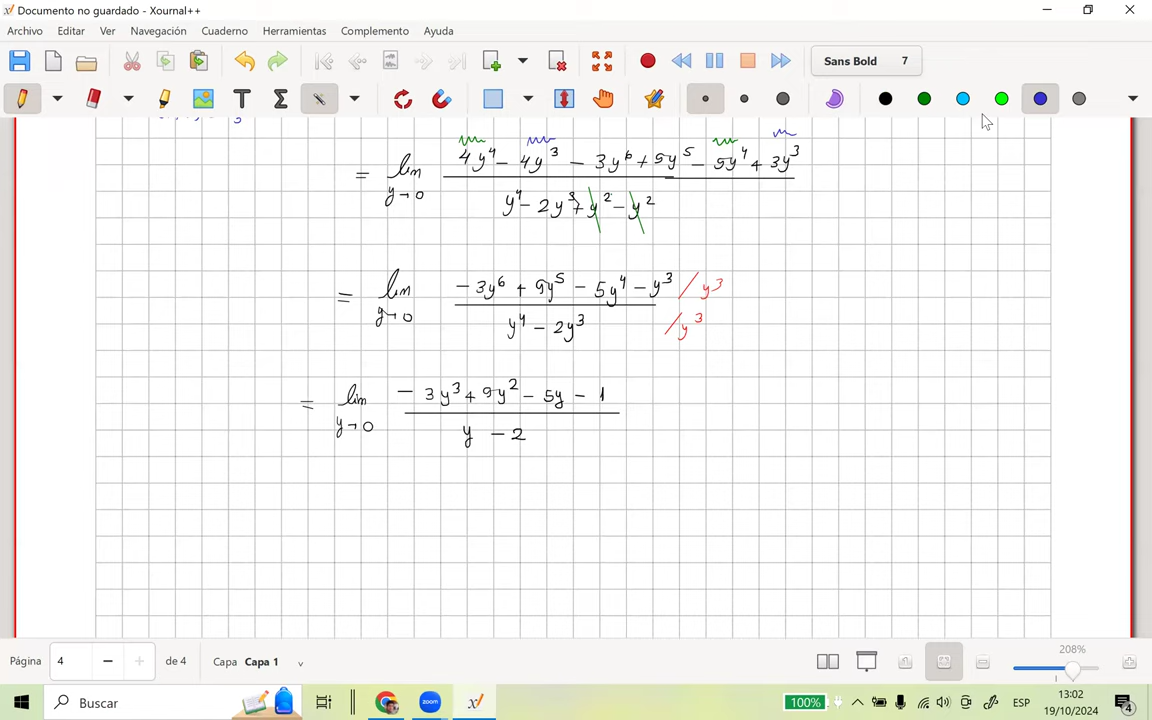 Documento no guardado - Xournal++
Archivo Editar Ver Navegación Cuaderno Herramientas Complemento Ayuda
Sans Bold 7
= lim y→0 4y⁴ - 4y³ - 3y⁶ + 9y⁵ - 5y⁴ + 3y³
y⁴ - 2y³ + y² - y²
= lim y→0 -3y⁶ + 9y⁵ - 5y⁴ - y³ /y³
y⁴ - 2y³ /y³
= lim y→0 -3y³ + 9y² - 5y - 1
y - 2
Página 4 de 4 Capa Capa 1 208%
Buscar 100% ESP 13:02
19/10/2024 4
zoom